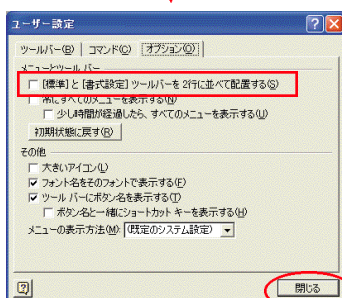 ユーザー設定
ツールバー(B) コマンド(C) オプション(O)
メニューとツール バー
[標準] と [書式設定] ツールバーを 2行に並べて配置する(S)
常にすべてのメニューを表示する(N)
少し時間が経過したら、すべてのメニューを表示する(U)
初期状態に戻す(R)
その他
大きいアイコン(L)
フォント名をそのフォントで表示する(F)
ツール バーにボタン名を表示する(T)
ボタン名と一緒にショートカット キーを表示する(H)
メニューの表示方法(M): (既定のシステム設定)
閉じる